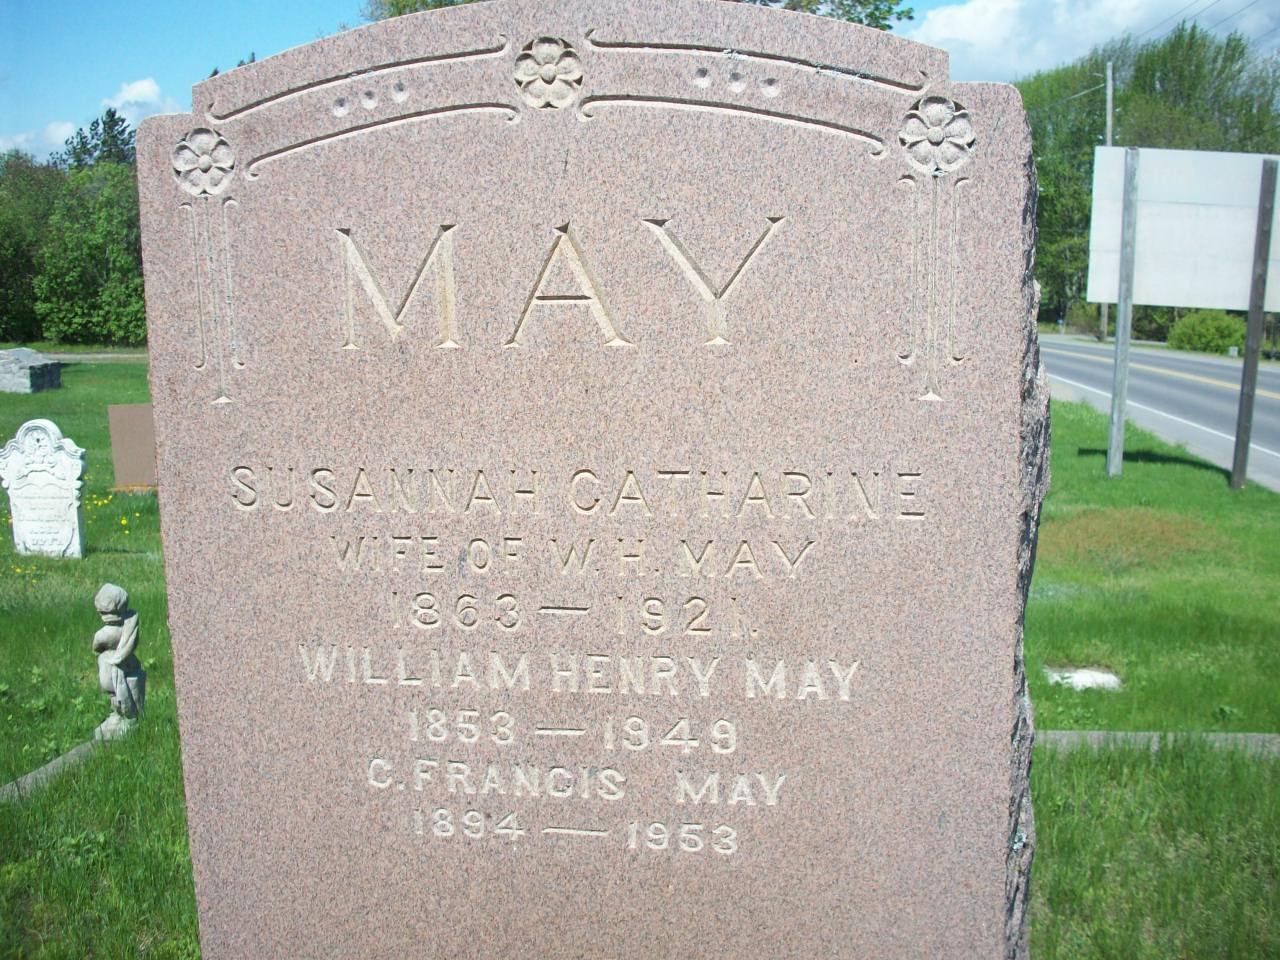 MAY
SUSANNAH CATHARINE
WIFE OF W. H. MAY
1863 — 1921.
WILLIAM HENRY MAY
1853 — 1949
C. FRANCIS MAY
1894 — 1953